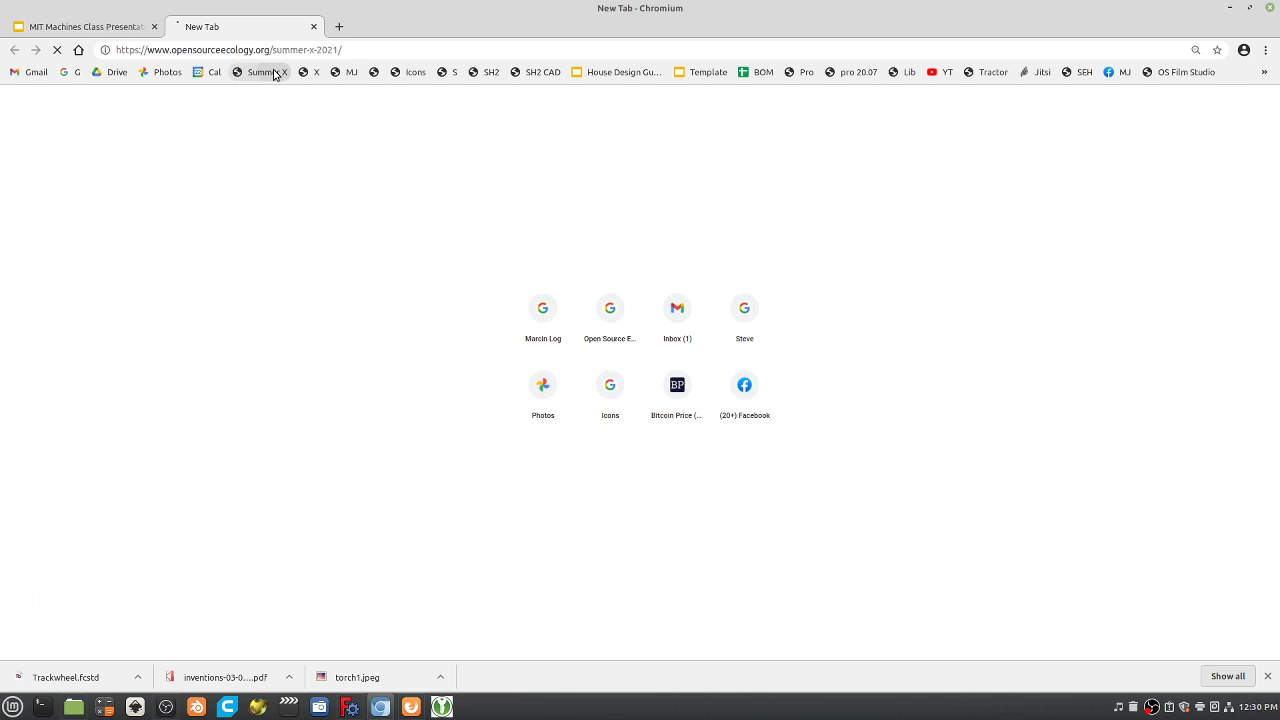 New Tab - Chromium
MIT Machines Class Presentat
New Tab
https://www.opensourceecology.org/summer-x-2021/
Gmail
G
Drive
Photos
Cal
Summer X
X
MJ
Icons
S
SH2
SH2 CAD
House Design Gu...
Template
BOM
Pro
pro 20.07
Lib
YT
Tractor
Jitsi
SEH
MJ
OS Film Studio
»
Marcin Log
Open Source E...
Inbox (1)
Steve
BP
Photos
Icons
Bitcoin Price (...
(20+) Facebook
Trackwheel.fcstd
inventions-03-0....pdf
torch1.jpeg
Show all
12:30 PM